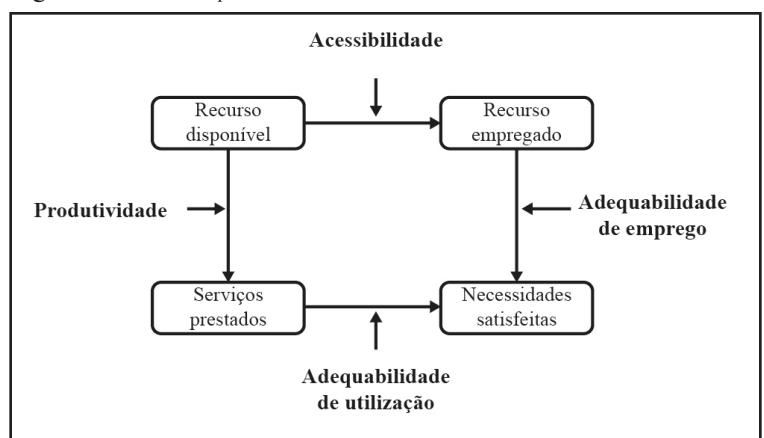 Acessibilidade
Recurso
disponível
Recurso
empregado
Produtividade
Adequabilidade
de emprego
Serviços
prestados
Necessidades
satisfeitas
Adequabilidade
de utilização